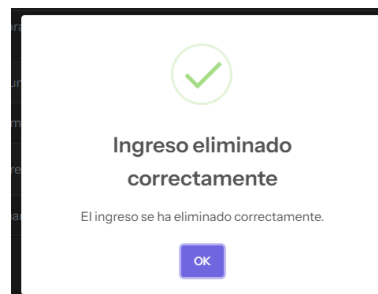 Ingreso eliminado
correctamente
El ingreso se ha eliminado correctamente.
OK